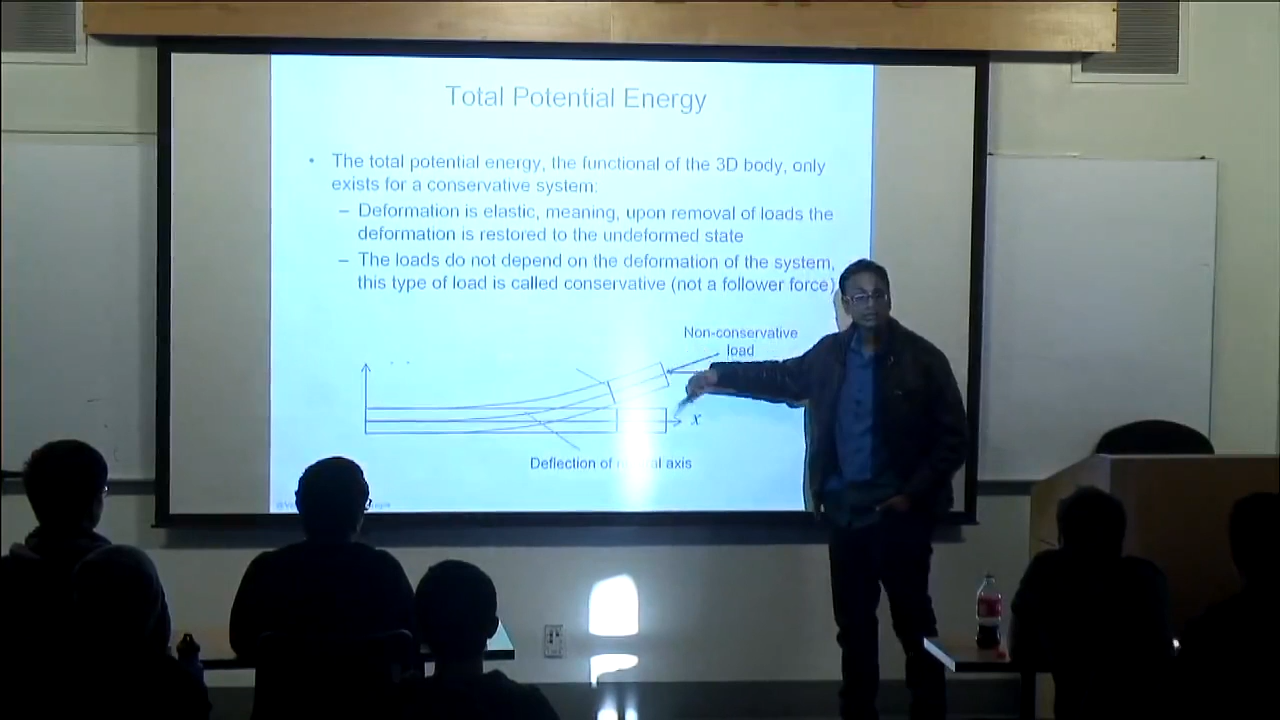 Total Potential Energy
• The total potential energy, the functional of the 3D body, only
exists for a conservative system:
– Deformation is elastic, meaning, upon removal of loads the
deformation is restored to the undeformed state
– The loads do not depend on the deformation of the system,
this type of load is called conservative (not a follower force)
Non-conservative
load
x
Deflection of axis